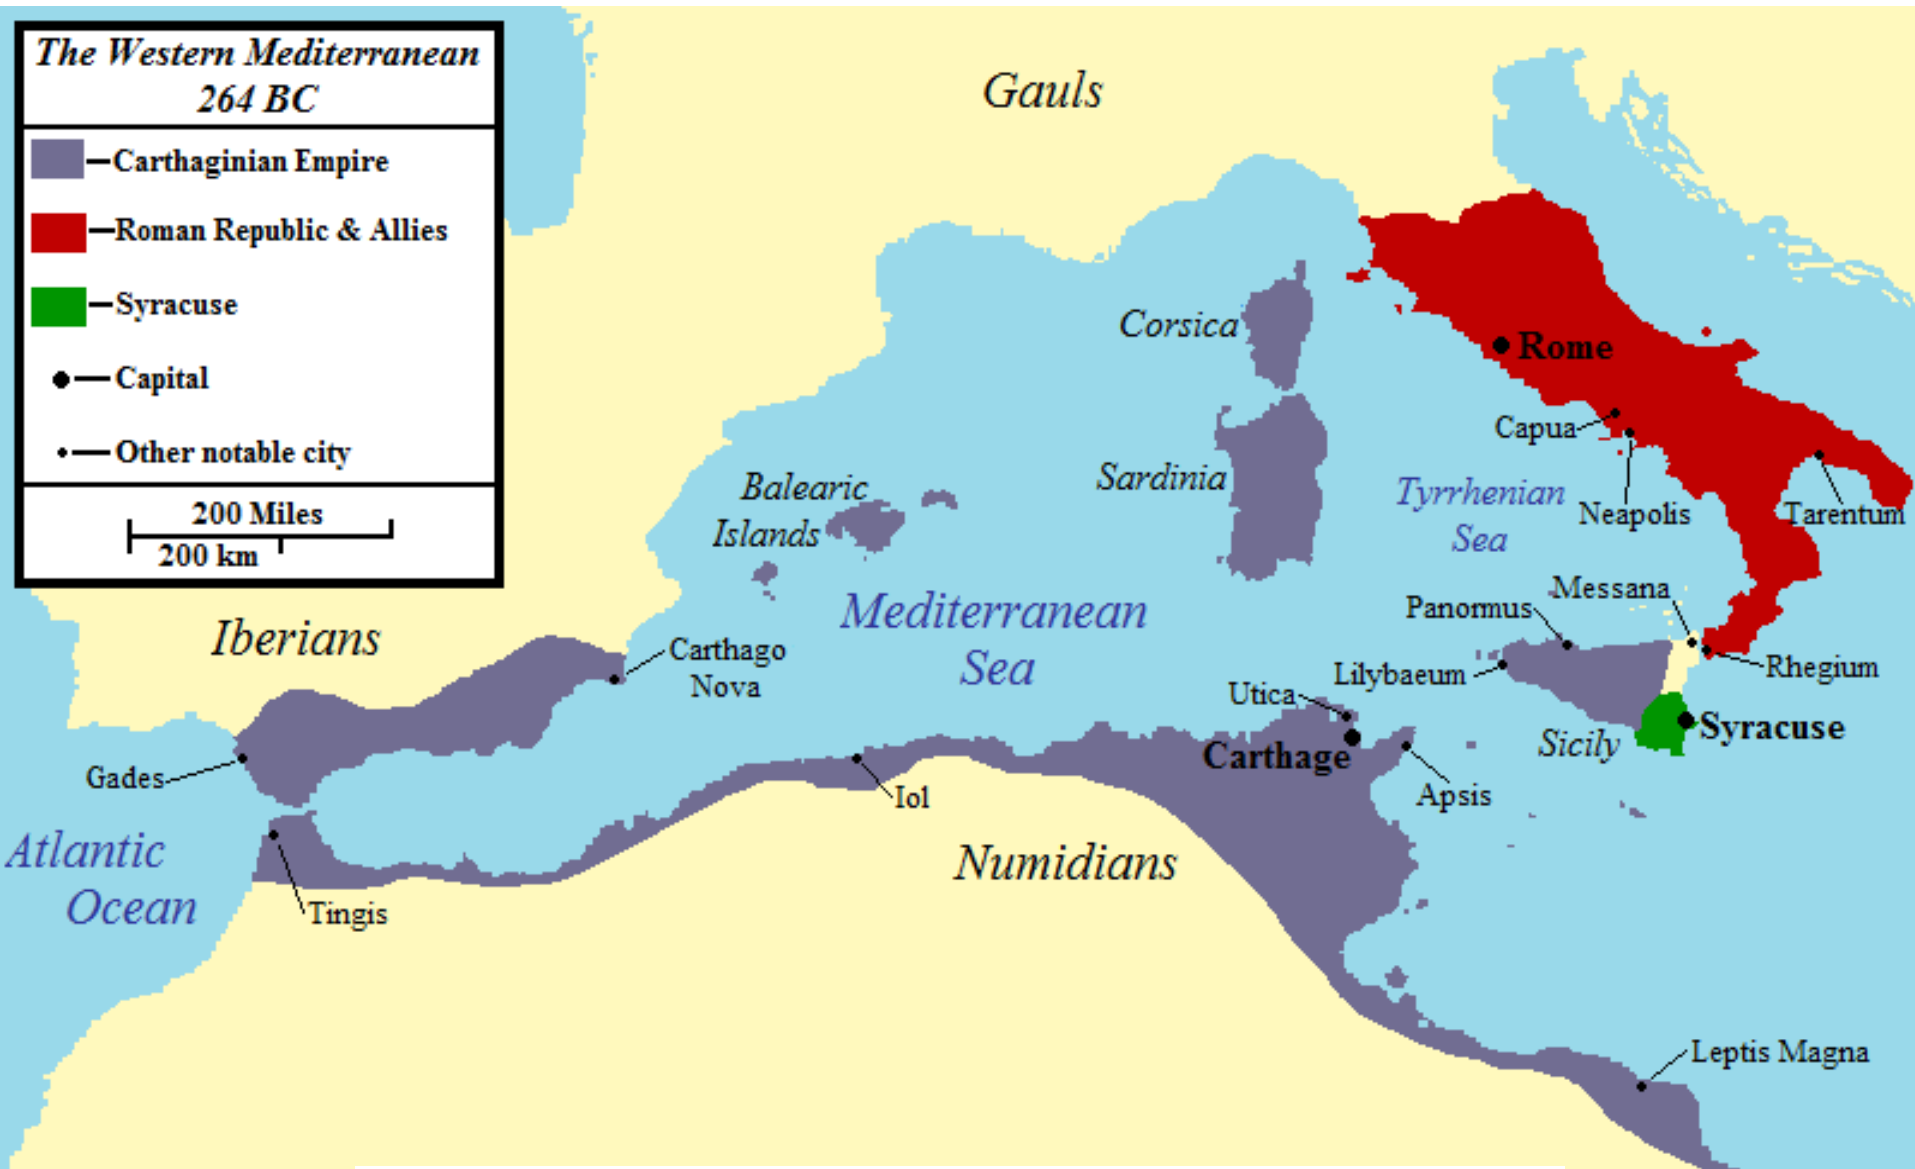 The Western Mediterranean
264 BC
Carthaginian Empire
Roman Republic & Allies
Syracuse
Capital
Other notable city
200 Miles
200 km
Gauls
Corsica
Rome
Capua
Sardinia
Balearic
Islands
Tyrrhenian
Sea
Neapolis
Tarentum
Messana
Panormus
Mediterranean
Sea
Iberians
Carthago
Nova
Lilybaeum
Rhegium
Utica
Syracuse
Sicily
Carthage
Gades
Iol
Apsis
Atlantic
Ocean
Numidians
Tingis
Leptis Magna